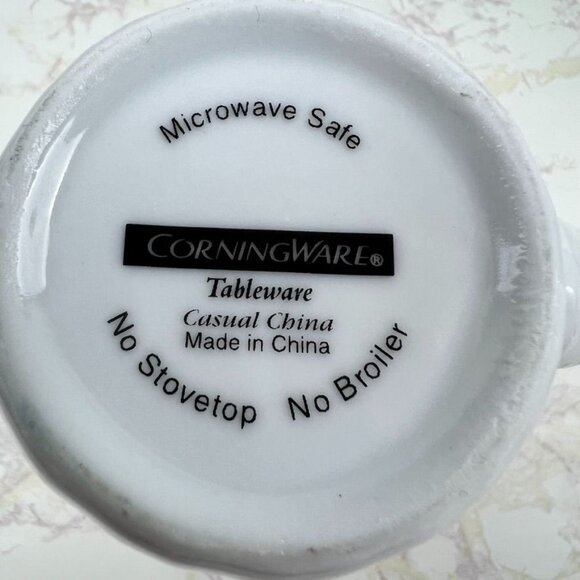 Microwave Safe
CORNINGWARE®
Tableware
Casual China
Made in China
No Stovetop No Broiler